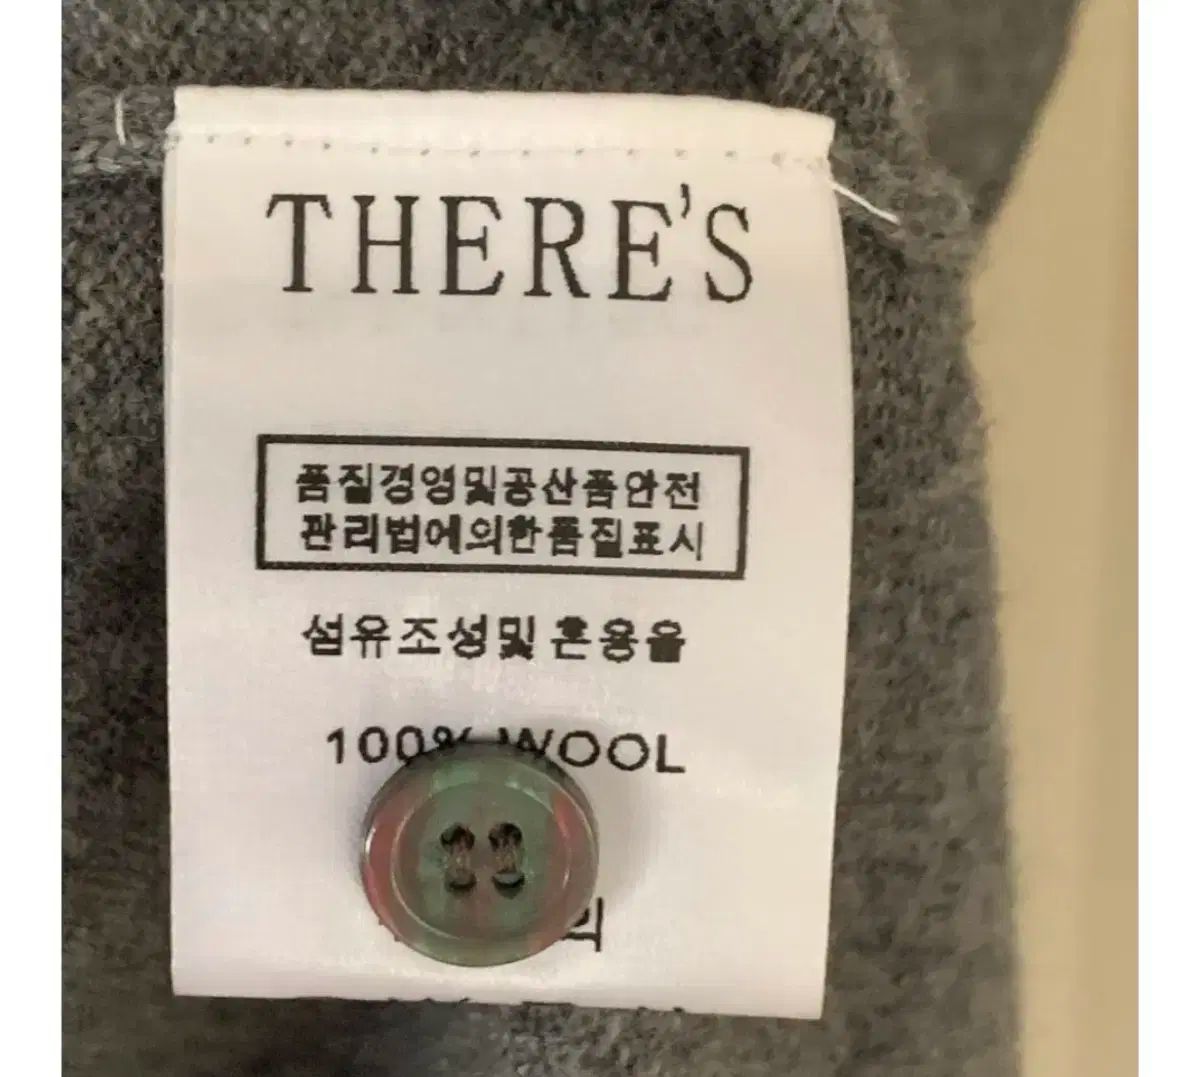 THERE'S
품질경영및공산품안전
관리법에의한품질표시
섬유조성및 혼용율
100% WOOL